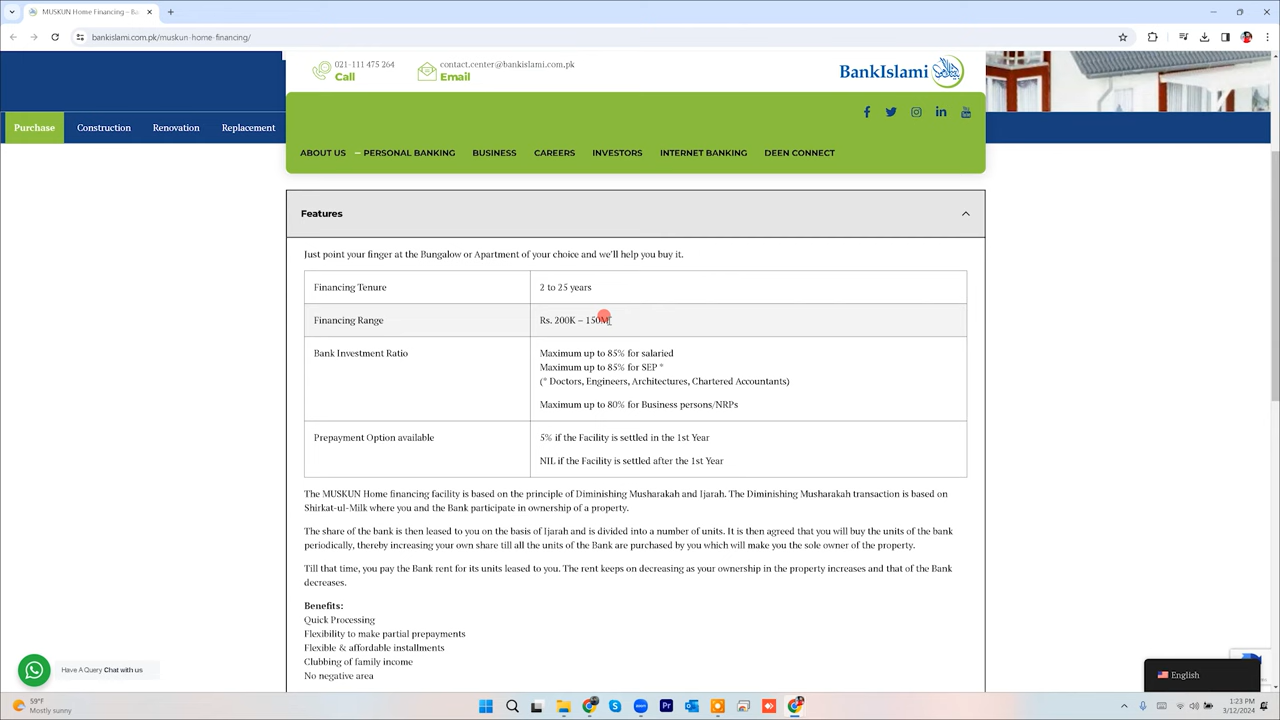 MUSKUN Home Financing – Ba
bankislami.com.pk/muskun-home-financing/
021-111 475 264
Call
contact.center@bankislami.com.pk
Email
BankIslami
Purchase
Construction
Renovation
Replacement
ABOUT US
PERSONAL BANKING
BUSINESS
CAREERS
INVESTORS
INTERNET BANKING
DEEN CONNECT
Features
Just point your finger at the Bungalow or Apartment of your choice and we'll help you buy it.
Financing Tenure
2 to 25 years
Financing Range
Rs. 200K – 150M
Bank Investment Ratio
Maximum up to 85% for salaried
Maximum up to 85% for SEP *
(* Doctors, Engineers, Architectures, Chartered Accountants)
Maximum up to 80% for Business persons/NRPs
Prepayment Option available
5% if the Facility is settled in the 1st Year
NIL if the Facility is settled after the 1st Year
The MUSKUN Home financing facility is based on the principle of Diminishing Musharakah and Ijarah. The Diminishing Musharakah transaction is based on
Shirkat-ul-Milk where you and the Bank participate in ownership of a property.
The share of the bank is then leased to you on the basis of Ijarah and is divided into a number of units. It is then agreed that you will buy the units of the bank
periodically, thereby increasing your own share till all the units of the Bank are purchased by you which will make you the sole owner of the property.
Till that time, you pay the Bank rent for its units leased to you. The rent keeps on decreasing as your ownership in the property increases and that of the Bank
decreases.
Benefits:
Quick Processing
Flexibility to make partial prepayments
Flexible & affordable installments
Clubbing of family income
No negative area
Have A Query Chat with us
English
59°F
Mostly sunny
1:23 PM
3/12/2024